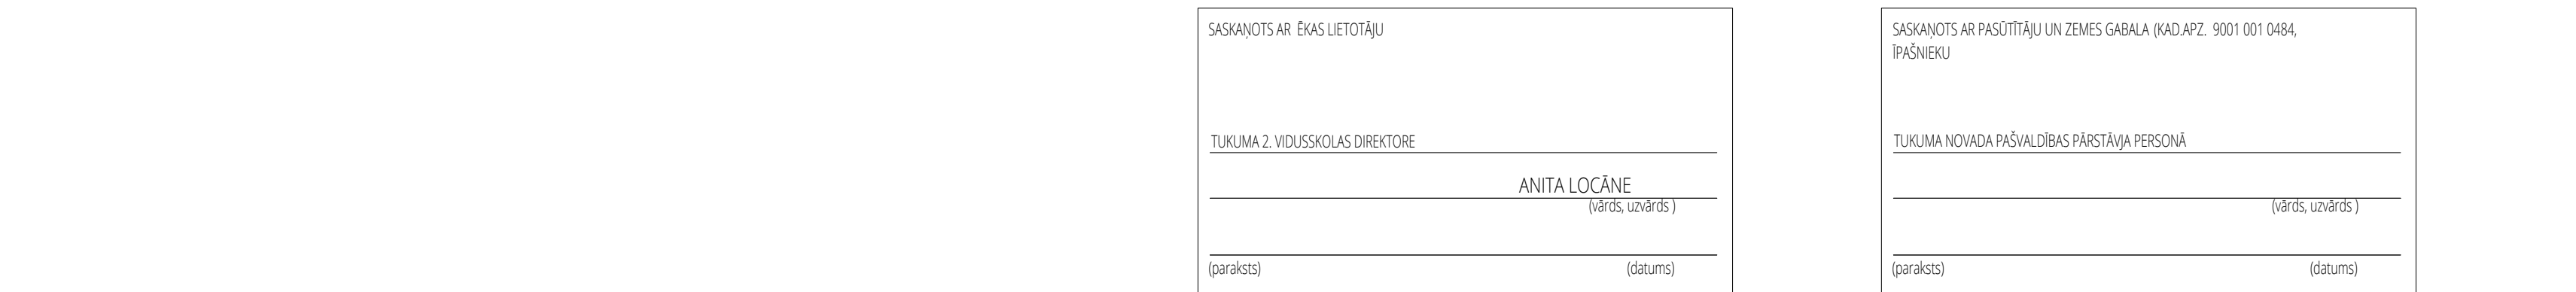 SASKAŅOTS AR ĒKAS LIETOTĀJU
TUKUMA 2. VIDUSSKOLAS DIREKTORE
ANITA LOCĀNE
(vārds, uzvārds )
(paraksts) (datums)
SASKAŅOTS AR PASŪTĪTĀJU UN ZEMES GABALA (KAD.APZ. 9001 001 0484,
ĪPAŠNIEKU
TUKUMA NOVADA PAŠVALDĪBAS PĀRSTĀVJA PERSONĀ
(vārds, uzvārds )
(paraksts) (datums)